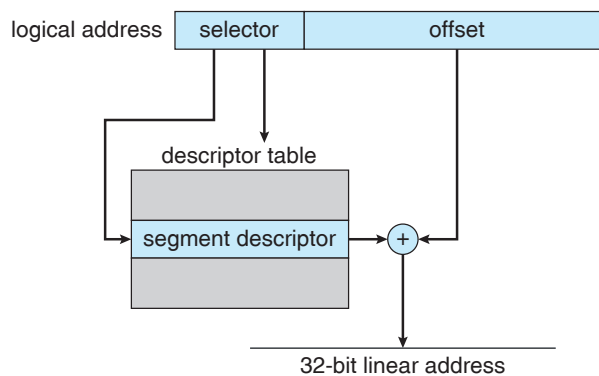 logical address selector offset
descriptor table
segment descriptor +
32-bit linear address